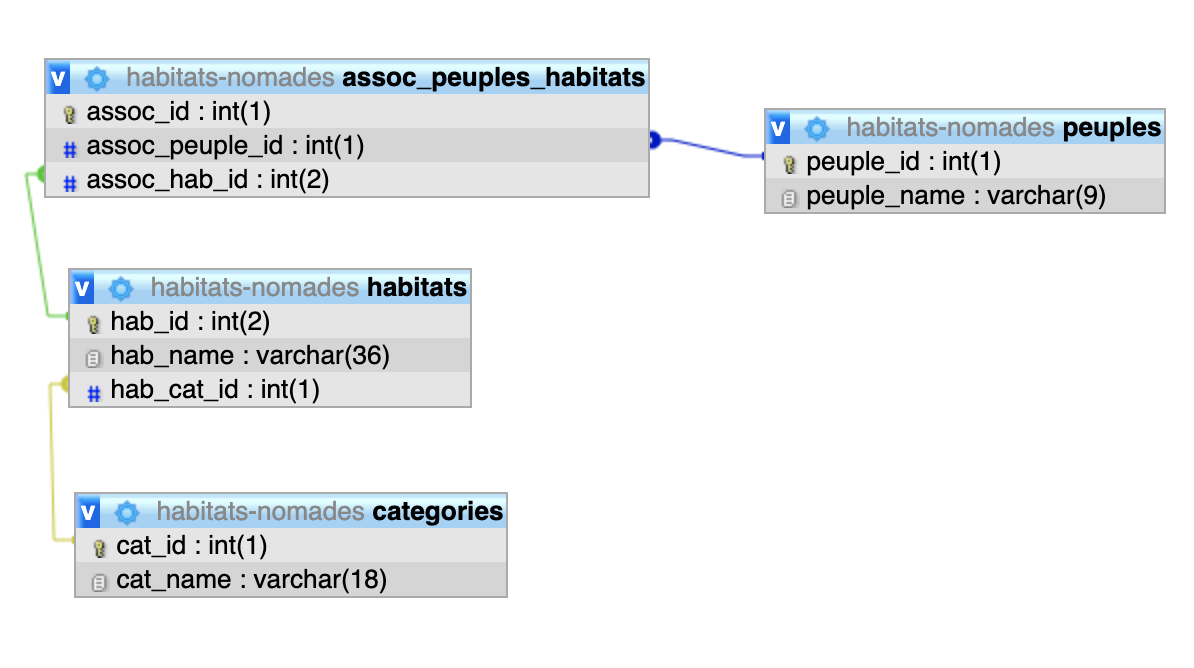 v habitats-nomades assoc_peuples_habitats
assoc_id : int(1)
# assoc_peuple_id : int(1)
# assoc_hab_id : int(2)
v habitats-nomades peuples
peuple_id : int(1)
peuple_name : varchar(9)
v habitats-nomades habitats
hab_id : int(2)
hab_name : varchar(36)
# hab_cat_id : int(1)
v habitats-nomades categories
cat_id : int(1)
cat_name : varchar(18)